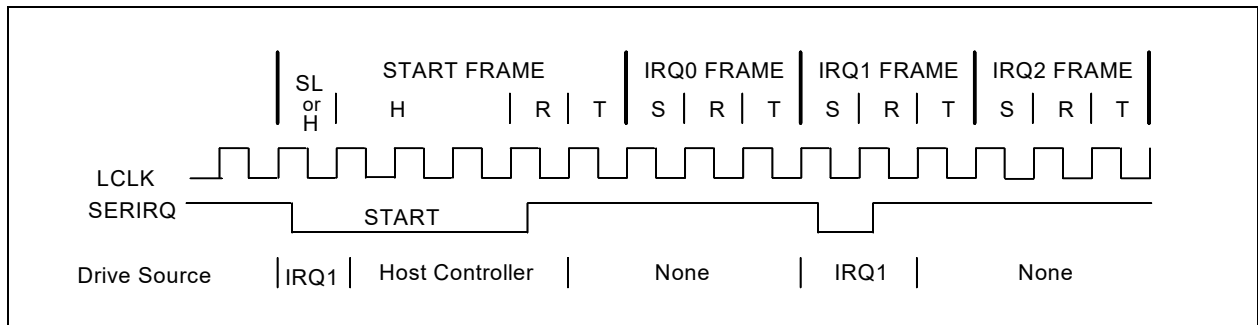 START FRAME IRQ0 FRAME IRQ1 FRAME IRQ2 FRAME
SL
or
H
H R T S R T S R T S R T
LCLK
SERIRQ
START
Drive Source IRQ1 Host Controller None IRQ1 None